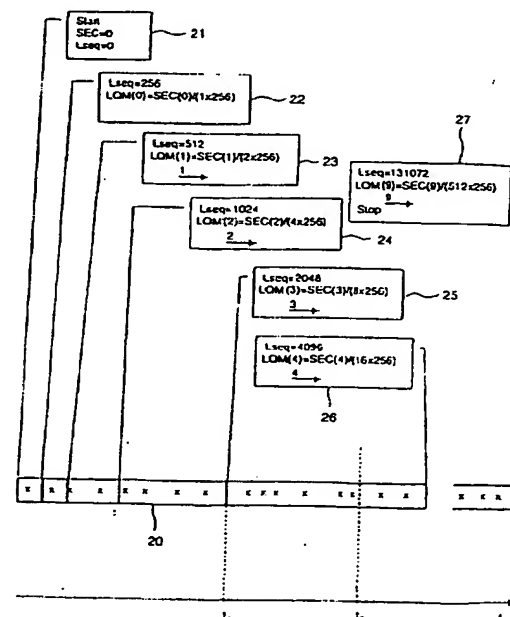 Start
SEC=0
Lseq=0
21
Lseq=256
LOM(0)=SEC(0)/(1x256)
22
Lseq=512
LOM(1)=SEC(1)/(2x256)
1
23
27
Lseq=131072
LOM(9)=SEC(9)/(512x256)
9
Stop
Lseq=1024
LOM(2)=SEC(2)/(4x256)
2
24
Lseq=2048
LOM(3)=SEC(3)/(8x256)
3
25
Lseq=4096
LOM(4)=SEC(4)/(16x256)
4
26
x x x x x x x x x x x x x x x x x x x
20